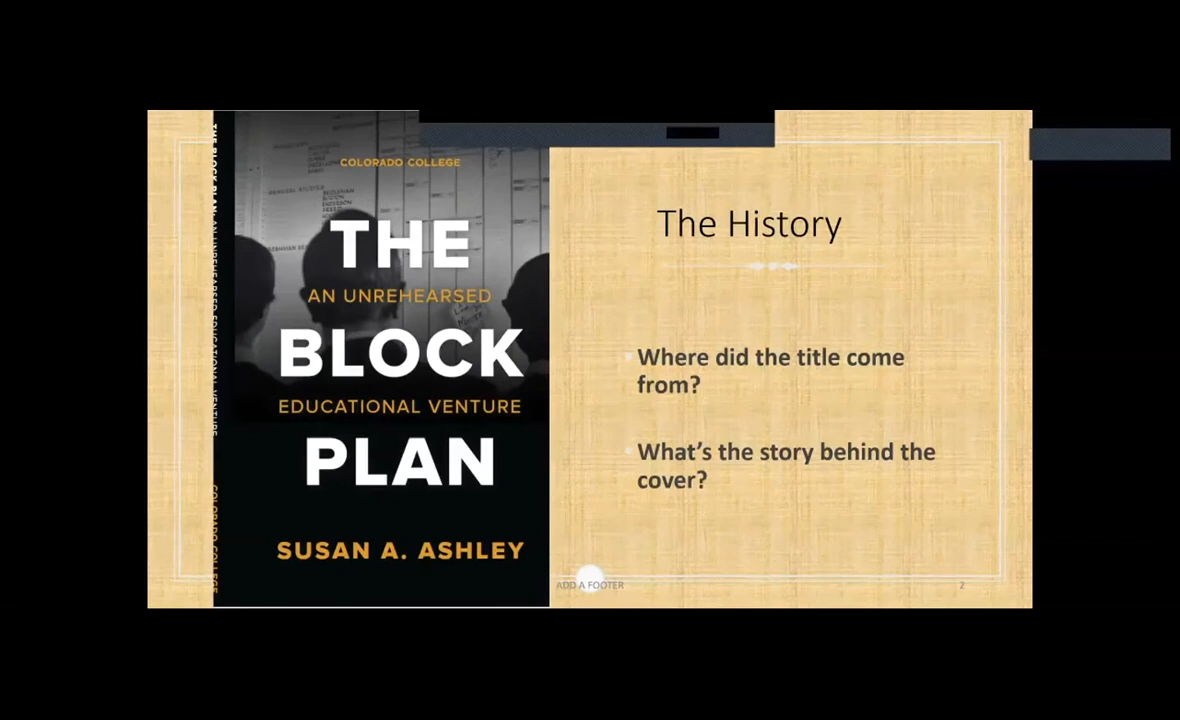 COLORADO COLLEGE
THE
AN UNREHEARSED
BLOCK
EDUCATIONAL VENTURE
PLAN
SUSAN A. ASHLEY
THE BLOCK PLAN: AN UNREHEARSED EDUCATIONAL VENTURE
COLORADO COLLEGE
The History
Where did the title come
from?
What's the story behind the
cover?
ADD A FOOTER
2